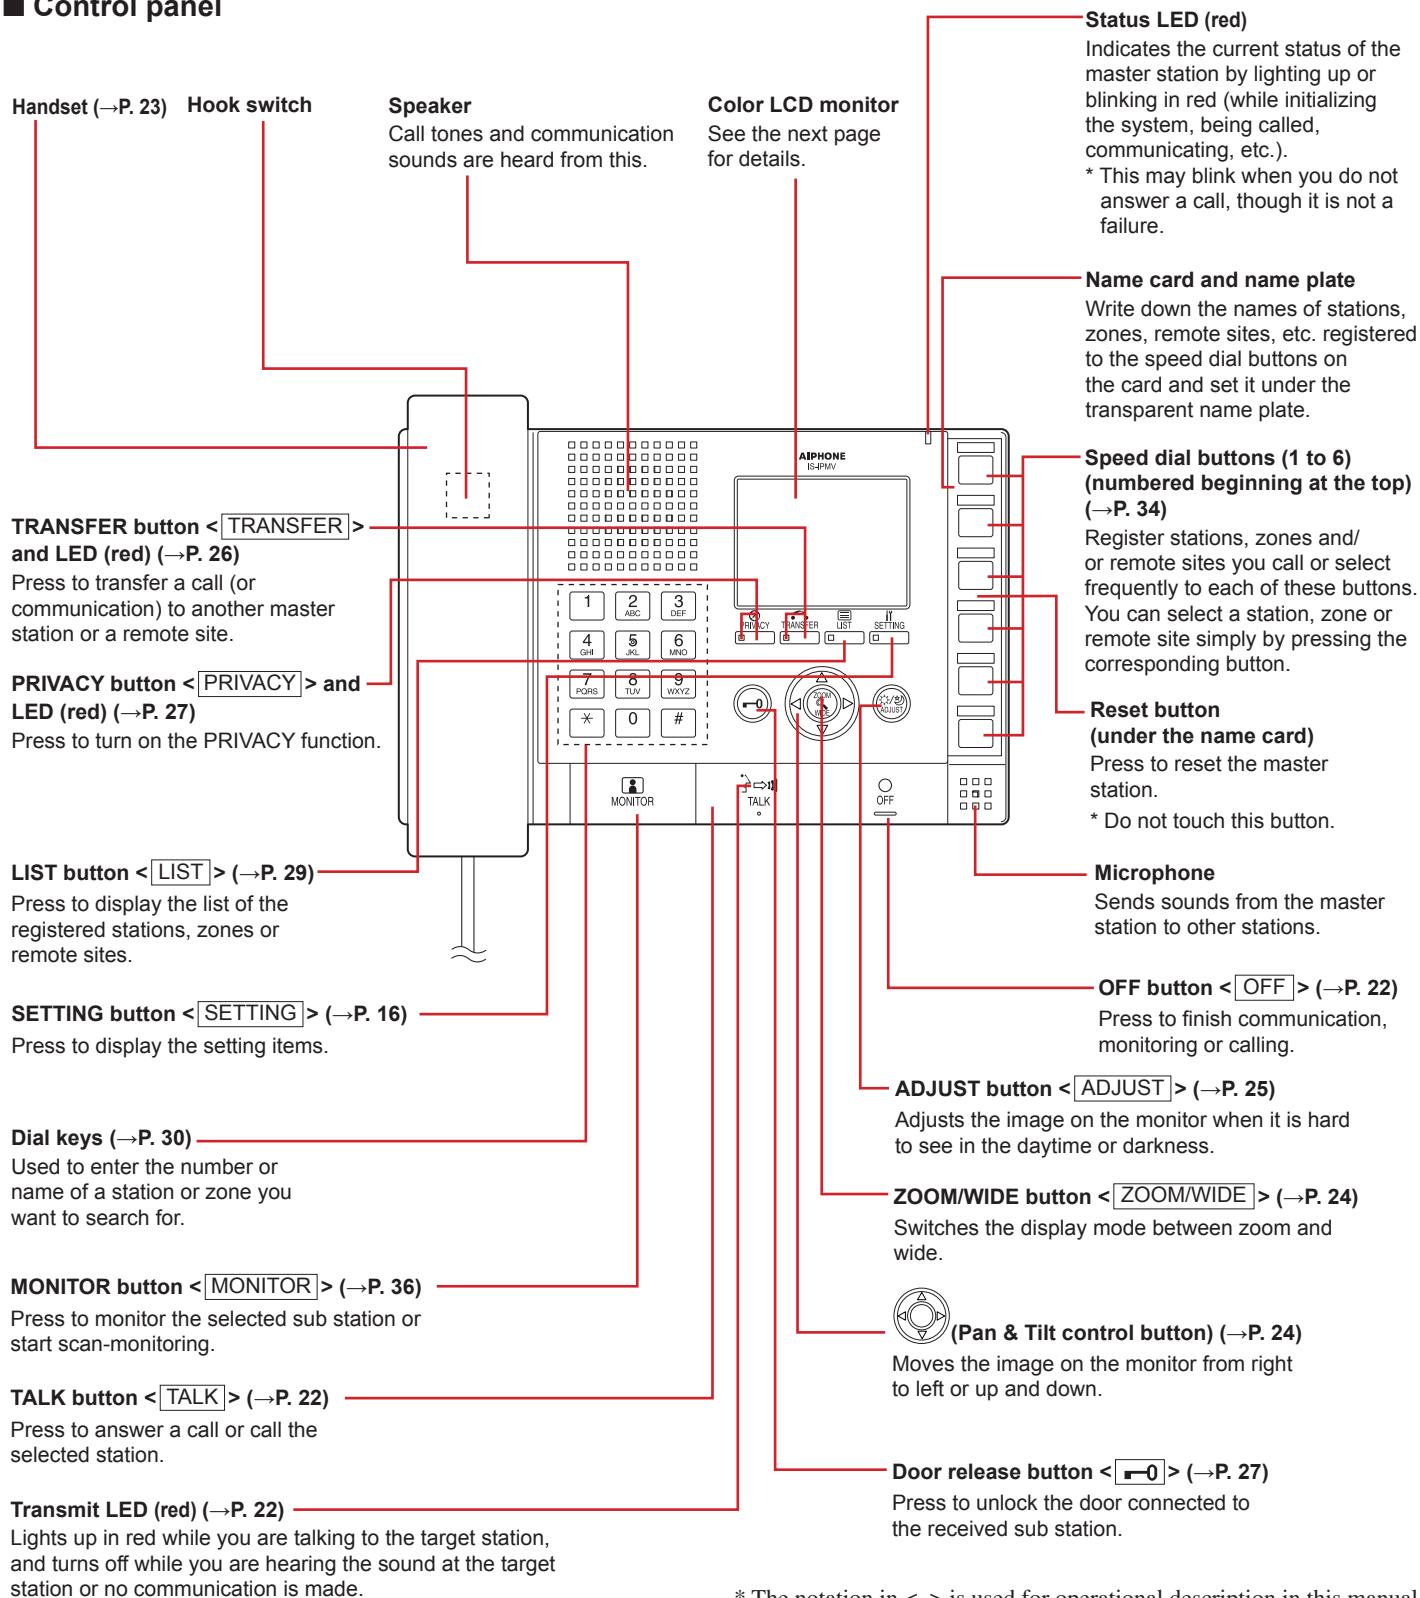 ■ Control panel
Handset (→P. 23)
Hook switch
Speaker
Call tones and communication
sounds are heard from this.
Color LCD monitor
See the next page
for details.
Status LED (red)
Indicates the current status of the
master station by lighting up or
blinking in red (while initializing
the system, being called,
communicating, etc.).
* This may blink when you do not
answer a call, though it is not a
failure.
Name card and name plate
Write down the names of stations,
zones, remote sites, etc. registered
to the speed dial buttons on
the card and set it under the
transparent name plate.
Speed dial buttons (1 to 6)
(numbered beginning at the top)
(→P. 34)
Register stations, zones and/
or remote sites you call or select
frequently to each of these buttons.
You can select a station, zone or
remote site simply by pressing the
corresponding button.
Reset button
(under the name card)
Press to reset the master
station.
* Do not touch this button.
Microphone
Sends sounds from the master
station to other stations.
OFF button < OFF > (→P. 22)
Press to finish communication,
monitoring or calling.
ADJUST button < ADJUST > (→P. 25)
Adjusts the image on the monitor when it is hard
to see in the daytime or darkness.
ZOOM/WIDE button < ZOOM/WIDE > (→P. 24)
Switches the display mode between zoom and
wide.
(Pan & Tilt control button) (→P. 24)
Moves the image on the monitor from right
to left or up and down.
Door release button < > (→P. 27)
Press to unlock the door connected to
the received sub station.
TRANSFER button < TRANSFER >
and LED (red) (→P. 26)
Press to transfer a call (or
communication) to another master
station or a remote site.
PRIVACY button < PRIVACY > and
LED (red) (→P. 27)
Press to turn on the PRIVACY function.
LIST button < LIST > (→P. 29)
Press to display the list of the
registered stations, zones or
remote sites.
SETTING button < SETTING > (→P. 16)
Press to display the setting items.
Dial keys (→P. 30)
Used to enter the number or
name of a station or zone you
want to search for.
MONITOR button < MONITOR > (→P. 36)
Press to monitor the selected sub station or
start scan-monitoring.
TALK button < TALK > (→P. 22)
Press to answer a call or call the
selected station.
Transmit LED (red) (→P. 22)
Lights up in red while you are talking to the target station,
and turns off while you are hearing the sound at the target
station or no communication is made.
AIPHONE
IS-IPMV
PRIVACY TRANSFER LIST SETTING
1 2 ABC 3 DEF
4 GHI 5 JKL 6 MNO
7 PQRS 8 TUV 9 WXYZ
* 0 #
ZOOM
WIDE
ADJUST
MONITOR
TALK
OFF
* The notation in < > is used for operational description in this manual